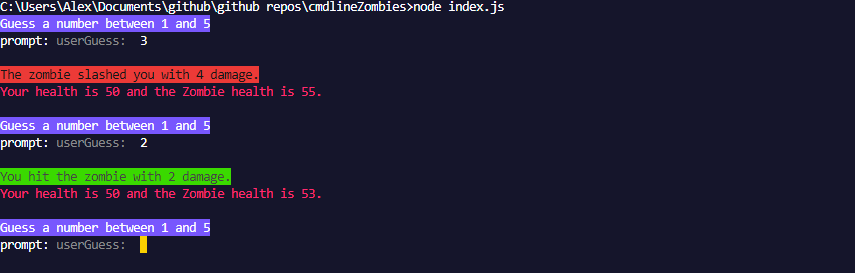 C:\Users\Alex\Documents\github\github repos\cmdlineZombies>node index.js
Guess a number between 1 and 5
prompt: userGuess:  3
The zombie slashed you with 4 damage.
Your health is 50 and the Zombie health is 55.
Guess a number between 1 and 5
prompt: userGuess:  2
You hit the zombie with 2 damage.
Your health is 50 and the Zombie health is 53.
Guess a number between 1 and 5
prompt: userGuess: